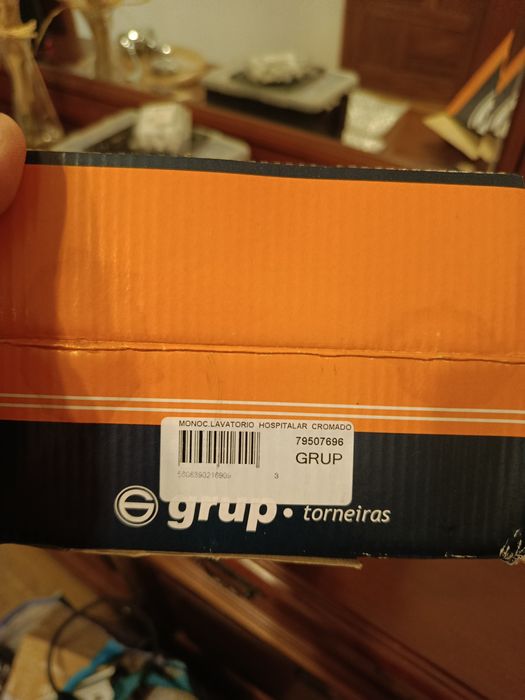 MONOC.LAVATORIO HOSPITALAR CROMADO
79507696
GRUP
3
grup. torneiras